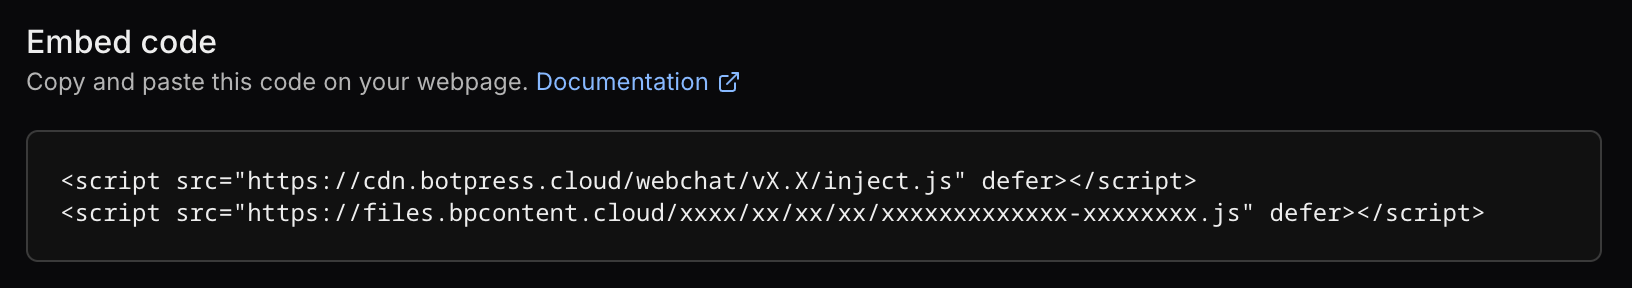 Embed code
Copy and paste this code on your webpage. Documentation
<script src="https://cdn.botpress.cloud/webchat/vX.X/inject.js" defer></script>
<script src="https://files.bpcontent.cloud/xxxx/xx/xx/xx/xxxxxxxxxxxxx-xxxxxxxx.js" defer></script>